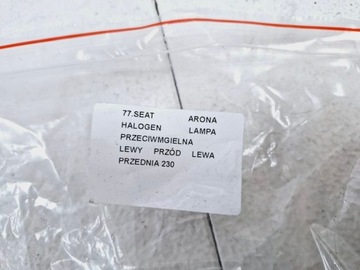 77.SEAT ARONA
HALOGEN LAMPA
PRZECIWMGIELNA
LEWY PRZÓD LEWA
PRZEDNIA 230